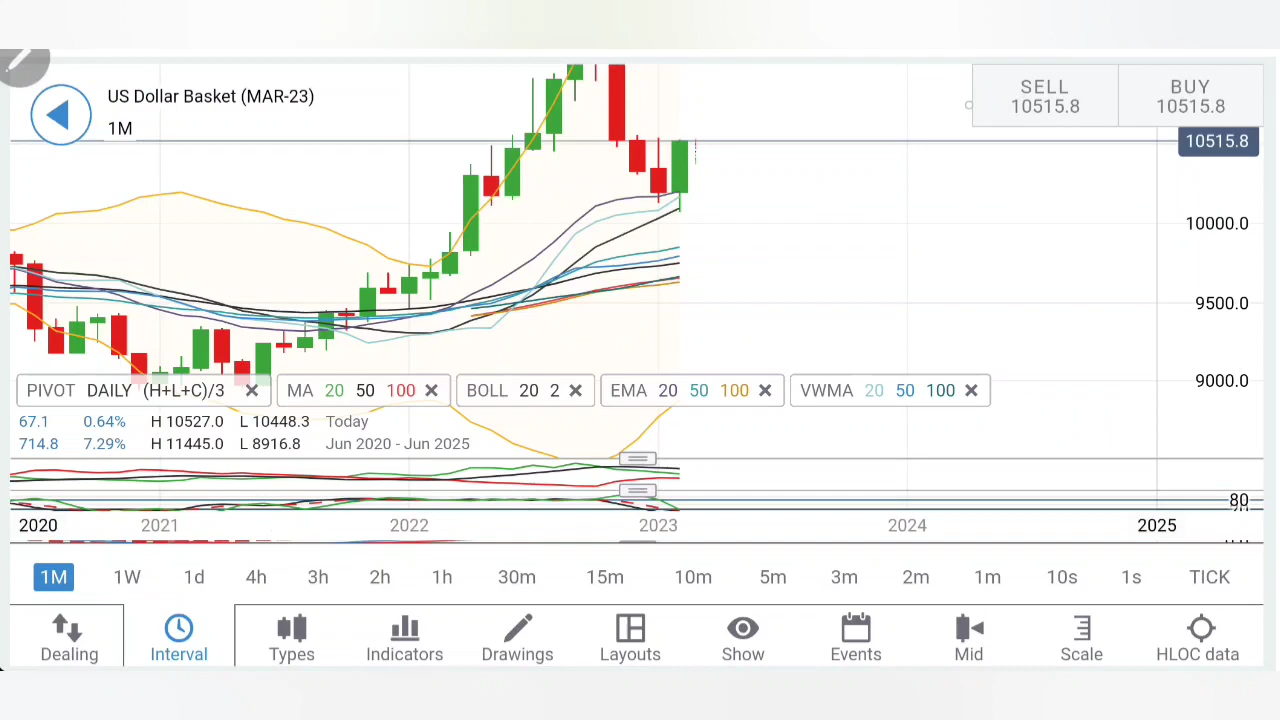 US Dollar Basket (MAR-23)
1M
SELL BUY
10515.8 10515.8
10515.8
10000.0
9500.0
9000.0
PIVOT DAILY (H+L+C)/3 MA 20 50 100 BOLL 20 2 EMA 20 50 100 VWMA 20 50 100
67.1 0.64% H 10527.0 L 10448.3 Today
714.8 7.29% H 11445.0 L 8916.8 Jun 2020 - Jun 2025
80
2020 2021 2022 2023 2024 2025
1M 1W 1d 4h 3h 2h 1h 30m 15m 10m 5m 3m 2m 1m 10s 1s TICK
Dealing Interval Types Indicators Drawings Layouts Show Events Mid Scale HLOC data